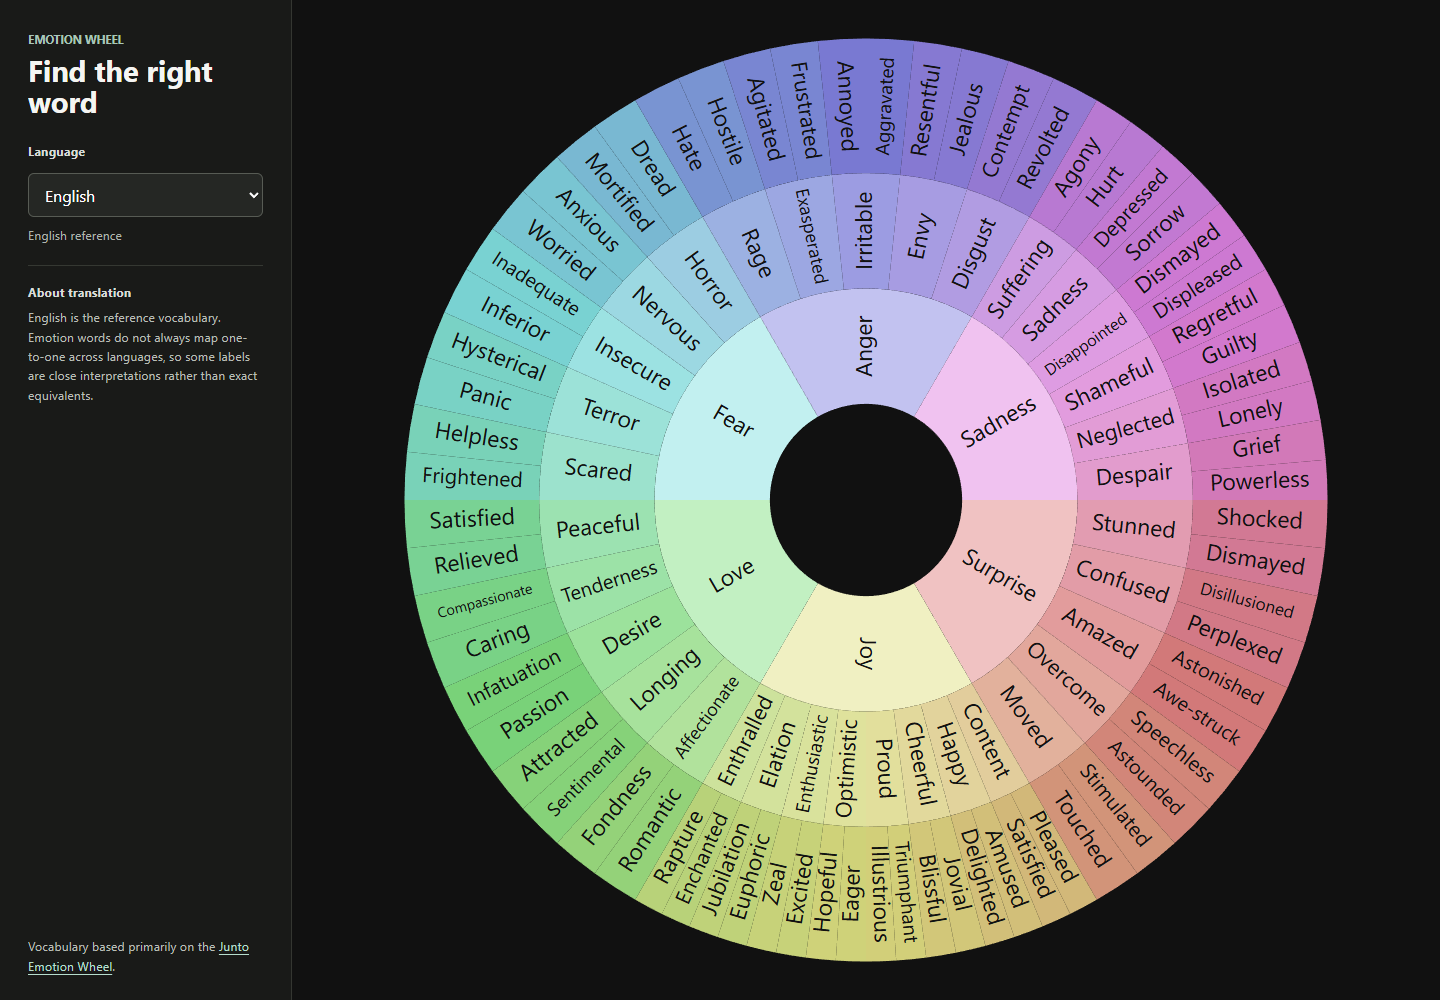 EMOTION WHEEL
Find the right
word
Language
English
English reference
About translation
English is the reference vocabulary.
Emotion words do not always map one-
to-one across languages, so some labels
are close interpretations rather than exact
equivalents.
Vocabulary based primarily on the Junto
Emotion Wheel.
Anger
Sadness
Surprise
Joy
Love
Fear
Rage
Exasperated
Irritable
Envy
Disgust
Suffering
Sadness
Disappointed
Shameful
Neglected
Despair
Stunned
Confused
Amazed
Overcome
Moved
Content
Happy
Cheerful
Proud
Optimistic
Enthusiastic
Elation
Enthralled
Affectionate
Longing
Desire
Tenderness
Peaceful
Scared
Terror
Insecure
Nervous
Horror
Hate
Hostile
Agitated
Frustrated
Annoyed
Aggravated
Resentful
Jealous
Contempt
Revolted
Agony
Hurt
Depressed
Sorrow
Dismayed
Displeased
Regretful
Guilty
Isolated
Lonely
Grief
Powerless
Shocked
Dismayed
Disillusioned
Perplexed
Astonished
Awe-struck
Speechless
Astounded
Stimulated
Touched
Pleased
Satisfied
Amused
Delighted
Jovial
Blissful
Triumphant
Illustrious
Eager
Hopeful
Excited
Zeal
Euphoric
Jubilation
Enchanted
Rapture
Romantic
Fondness
Sentimental
Attracted
Passion
Infatuation
Caring
Compassionate
Relieved
Satisfied
Frightened
Helpless
Panic
Hysterical
Inferior
Inadequate
Worried
Anxious
Mortified
Dread